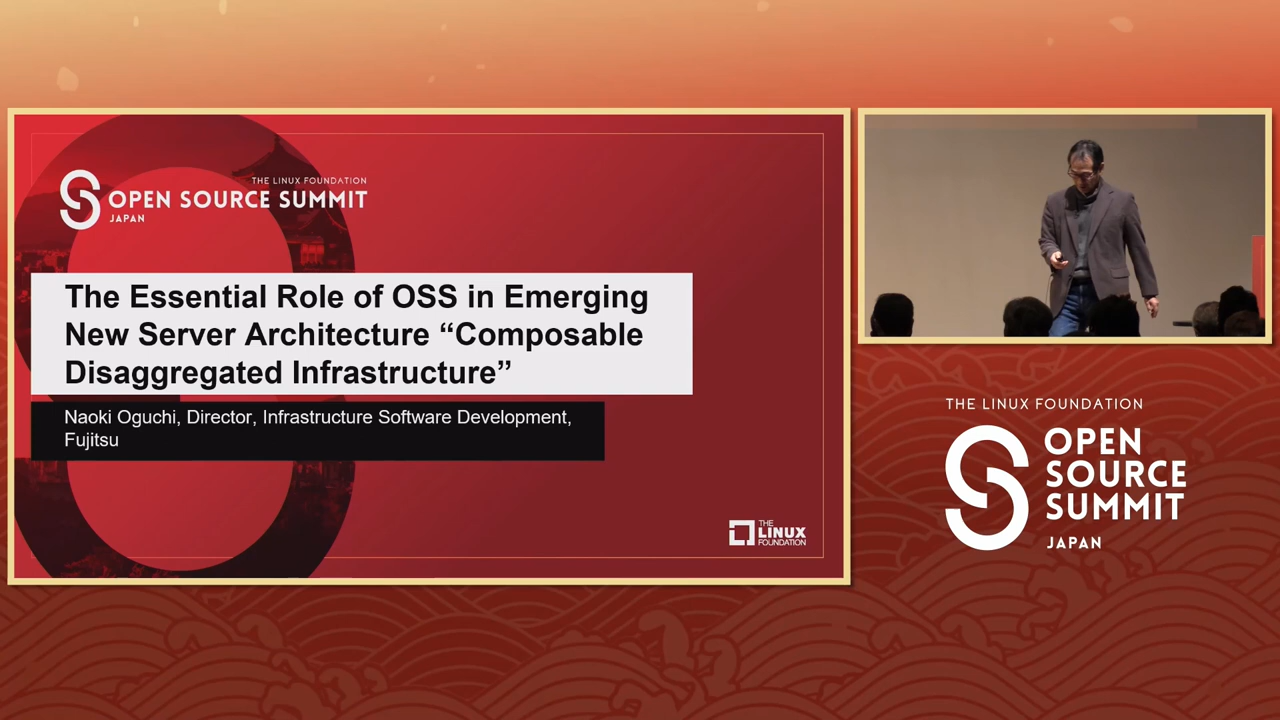 THE LINUX FOUNDATION
OPEN SOURCE SUMMIT
JAPAN
The Essential Role of OSS in Emerging
New Server Architecture “Composable
Disaggregated Infrastructure”
Naoki Oguchi, Director, Infrastructure Software Development,
Fujitsu
THE
LINUX
FOUNDATION
THE LINUX FOUNDATION
OPEN
SOURCE
SUMMIT
JAPAN